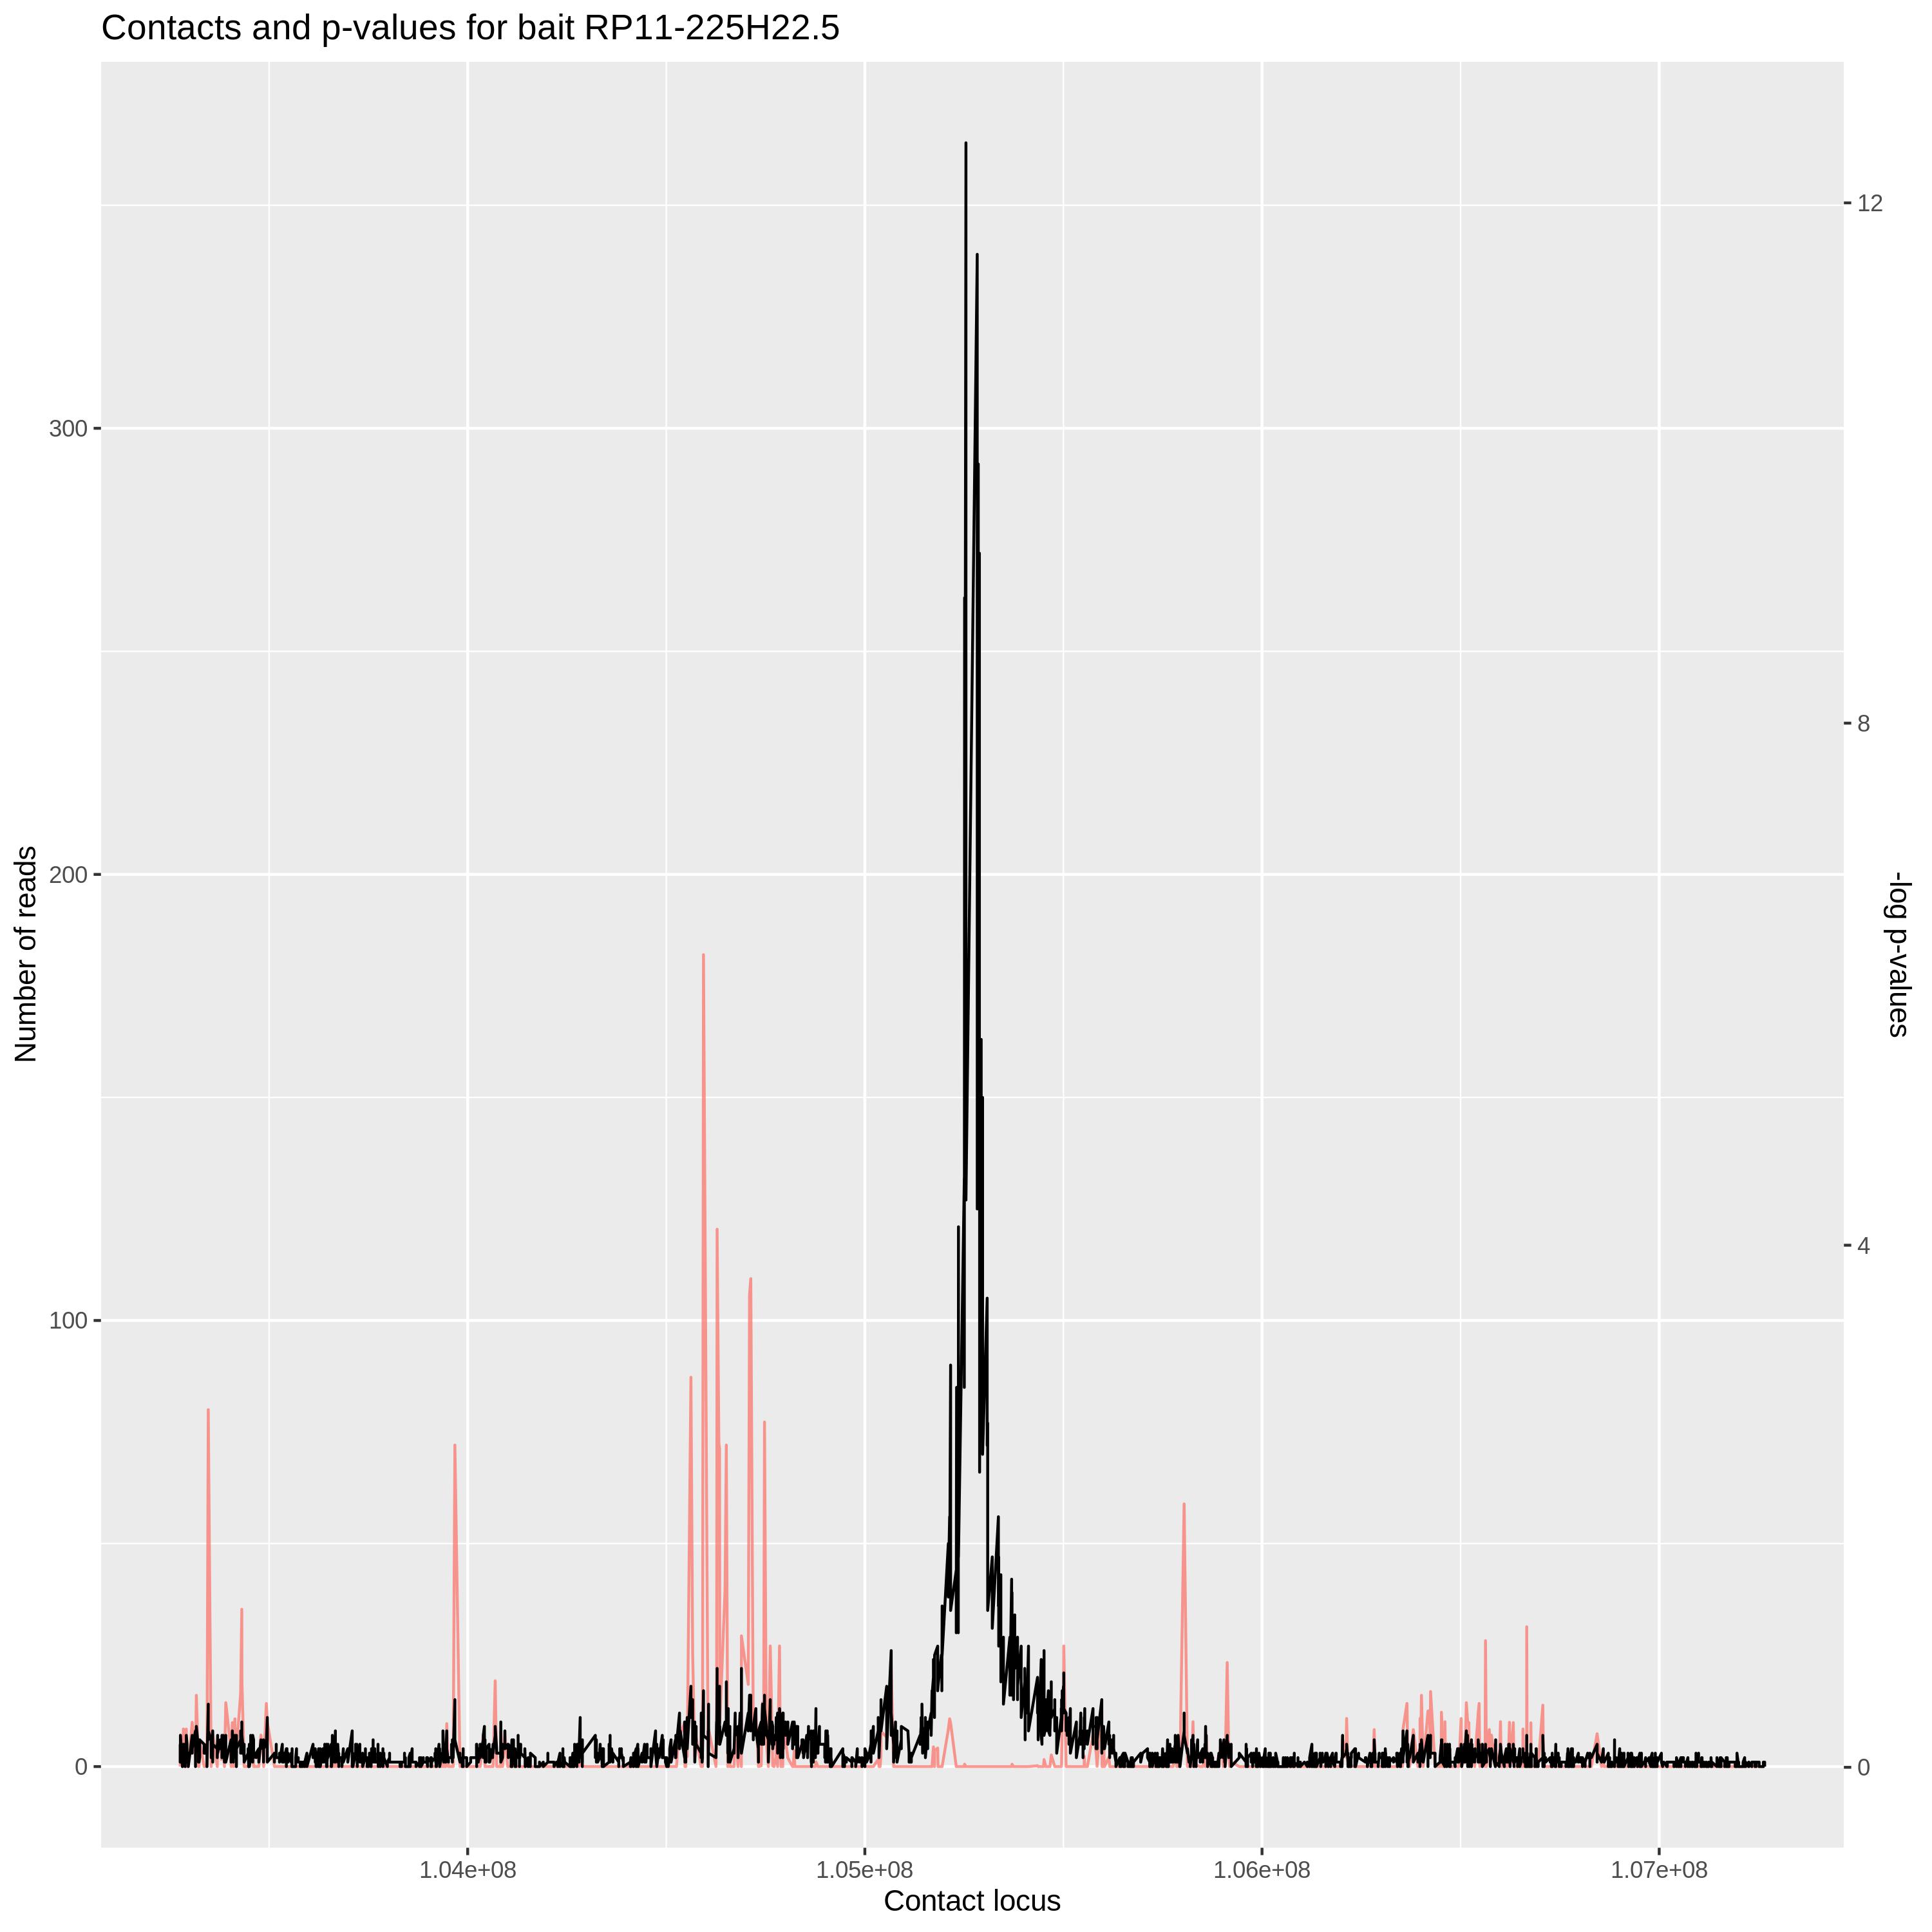 Contacts and p-values for bait RP11-225H22.5
12
300
8
200
Number of reads
-log p-values
4
100
0
0
1.04e+08
1.05e+08
1.06e+08
1.07e+08
Contact locus